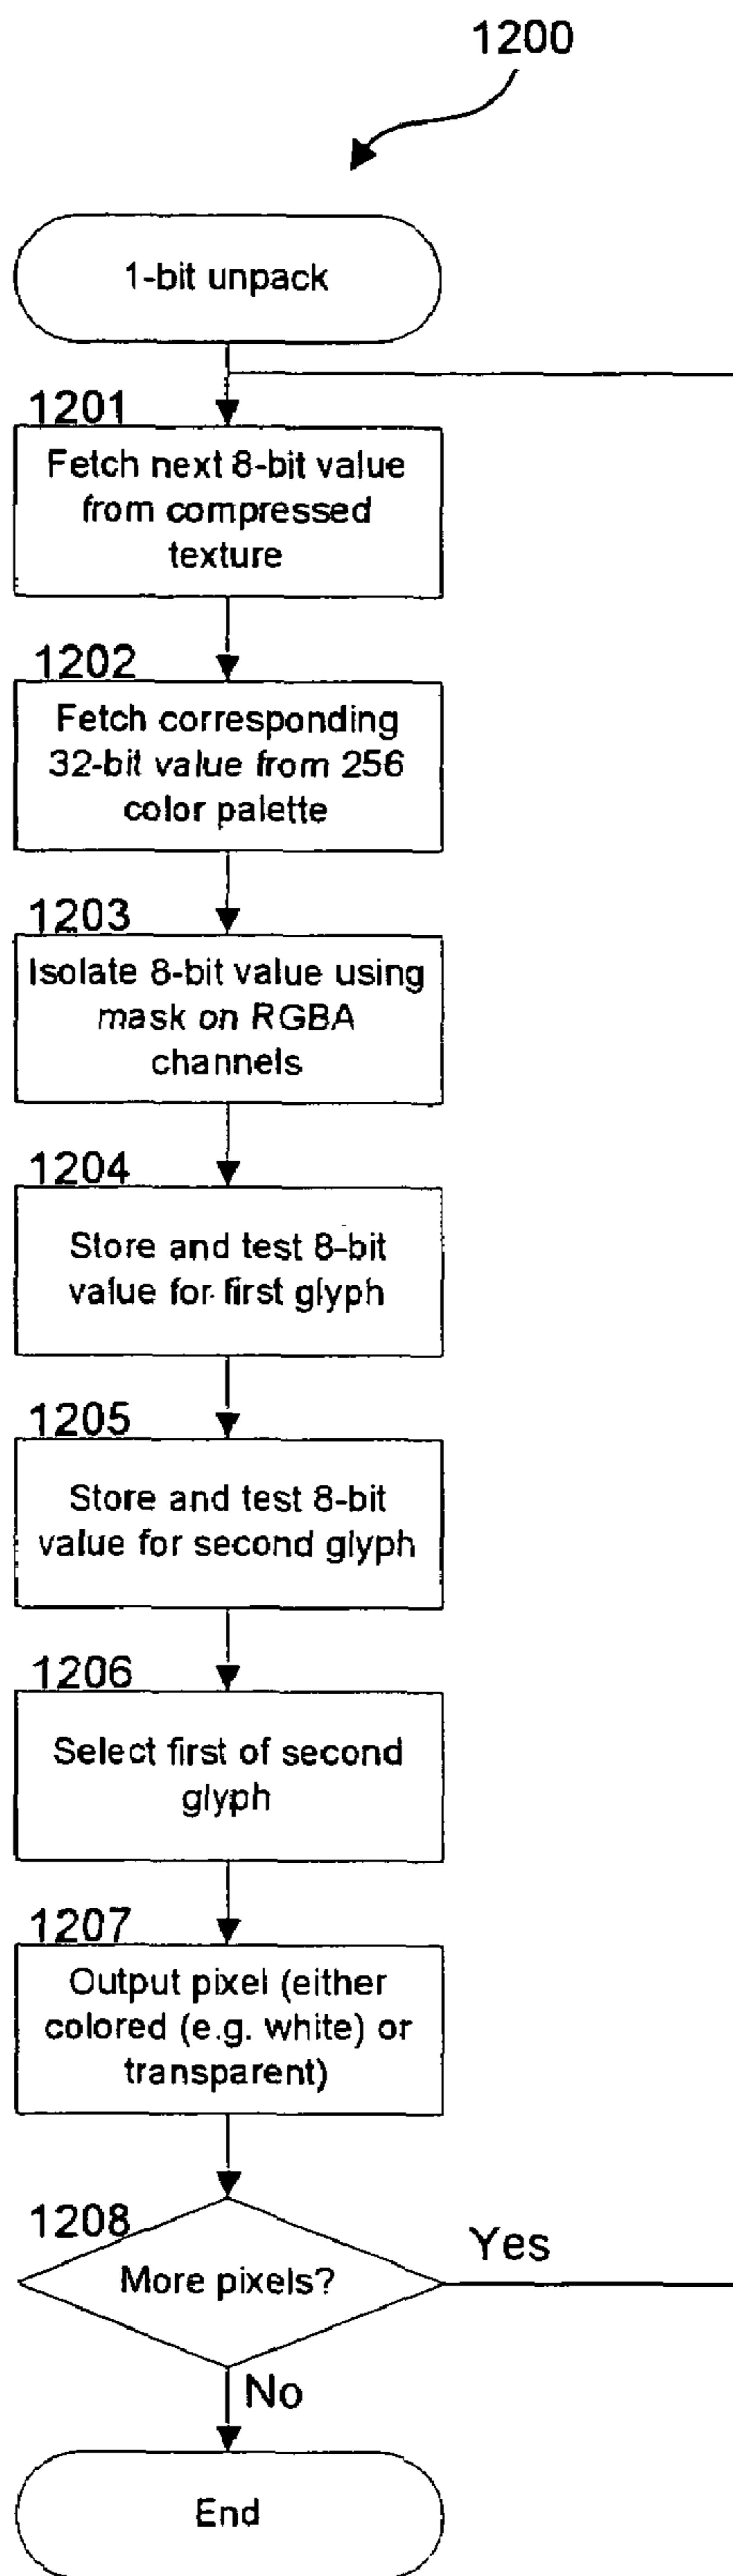 1200
1-bit unpack
1201
Fetch next 8-bit value
from compressed
texture
1202
Fetch corresponding
32-bit value from 256
color palette
1203
Isolate 8-bit value using
mask on RGBA
channels
1204
Store and test 8-bit
value for first glyph
1205
Store and test 8-bit
value for second glyph
1206
Select first of second
glyph
1207
Output pixel (either
colored (e.g. white) or
transparent)
1208
More pixels?
Yes
No
End